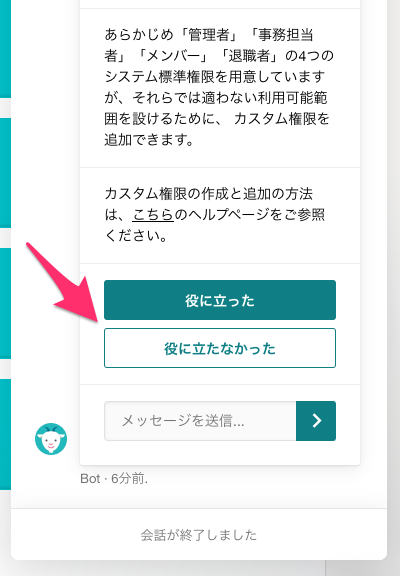 あらかじめ「管理者」「事務担当
者」「メンバー」「退職者」の4つの
システム標準権限を用意しています
が、それらでは適わない利用可能範
囲を設けるために、 カスタム権限を
追加できます。
カスタム権限の作成と追加の方法
は、こちらのヘルプページをご参照
ください。
役に立った
役に立たなかった
メッセージを送信...
Bot · 6分前.
会話が終了しました